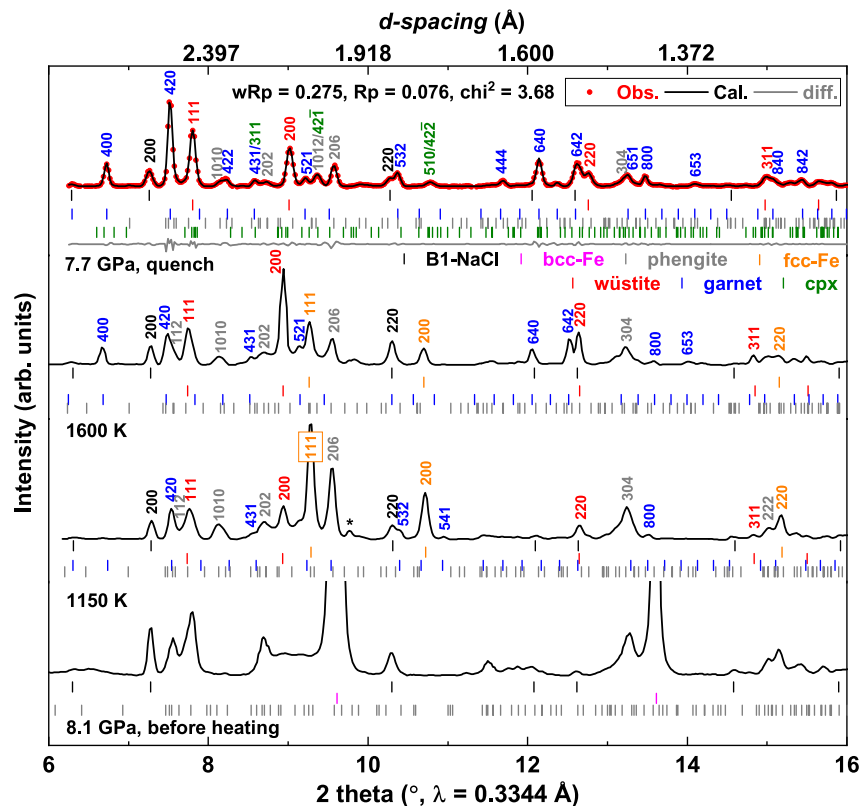 d-spacing (Å)
2.397 1.918 1.600 1.372
wRp = 0.275, Rp = 0.076, chi² = 3.68
Obs. Cal. diff.
400 200 420 111 1010 422 431/311 202 200 521 1012/42̄1 206 220 532 510/42̄2̄ 444 640 642 220 304 651 800 653 311 840 842
7.7 GPa, quench
B1-NaCl bcc-Fe phengite fcc-Fe
wüstite garnet cpx
400 200 420 112 111 1010 431 202 200 521 111 206 220 200 640 642 220 304 800 653 311 220
1600 K
200 420 112 111 1010 431 202 200 111 206 * 220 532 200 541 220 304 800 311 222 220
1150 K
8.1 GPa, before heating
6 8 10 12 14 16
2 theta (°, λ = 0.3344 Å)
Intensity (arb. units)